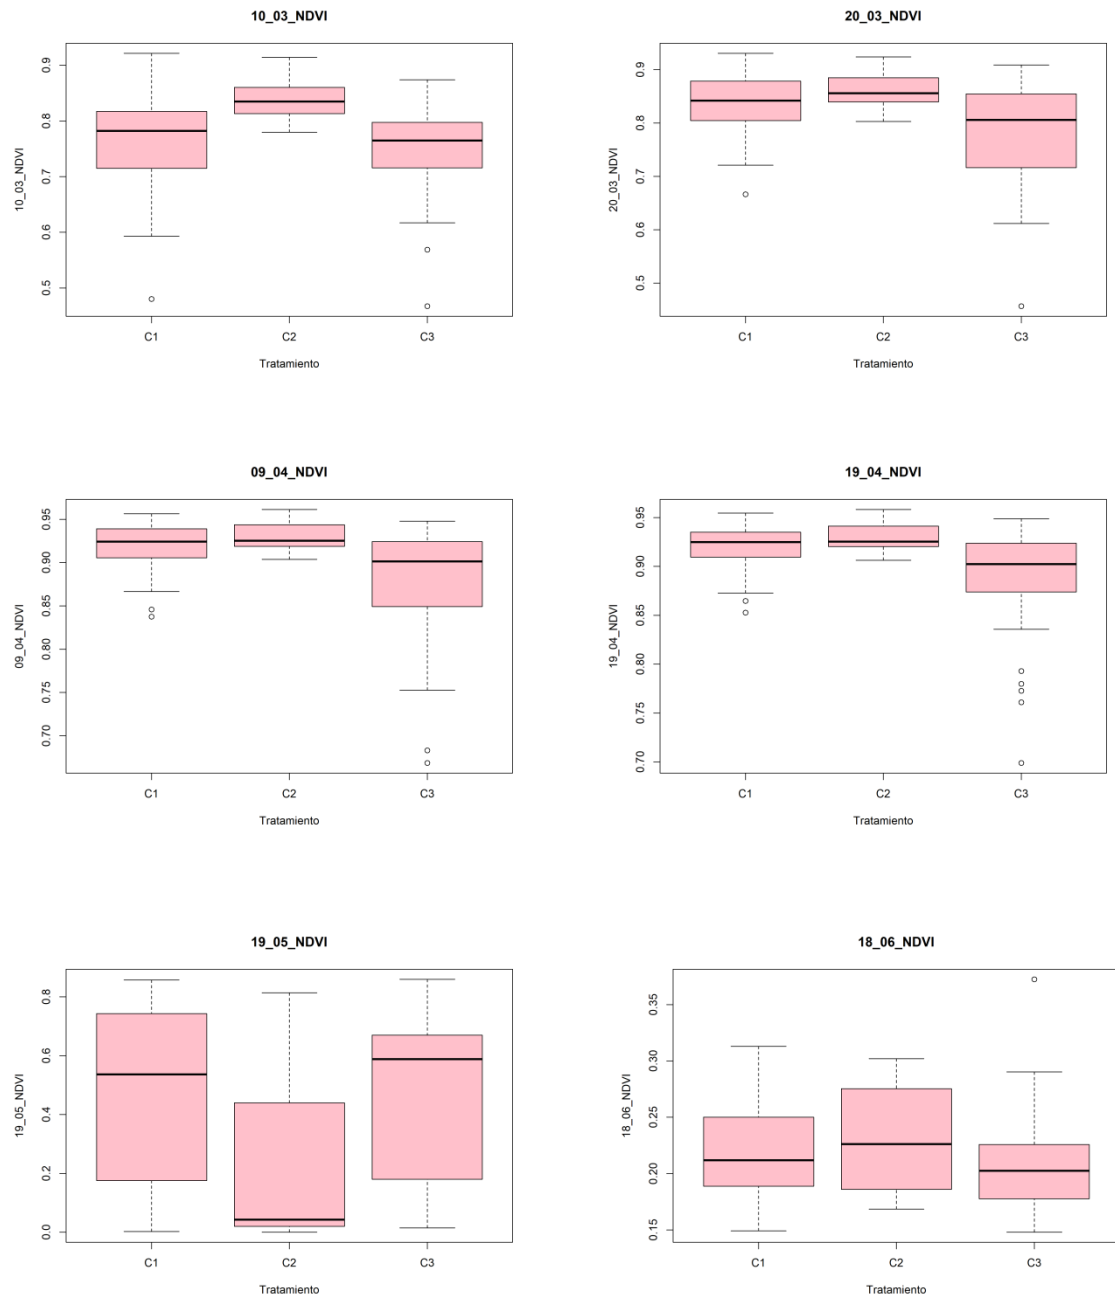 10_03_NDVI
10_03_NDVI
0.9
0.8
0.7
0.6
0.5
C1
C2
C3
Tratamiento
20_03_NDVI
20_03_NDVI
0.9
0.8
0.7
0.6
0.5
C1
C2
C3
Tratamiento
09_04_NDVI
09_04_NDVI
0.95
0.90
0.85
0.80
0.75
0.70
C1
C2
C3
Tratamiento
19_04_NDVI
19_04_NDVI
0.95
0.90
0.85
0.80
0.75
0.70
C1
C2
C3
Tratamiento
19_05_NDVI
19_05_NDVI
0.8
0.6
0.4
0.2
0.0
C1
C2
C3
Tratamiento
18_06_NDVI
18_06_NDVI
0.35
0.30
0.25
0.20
0.15
C1
C2
C3
Tratamiento